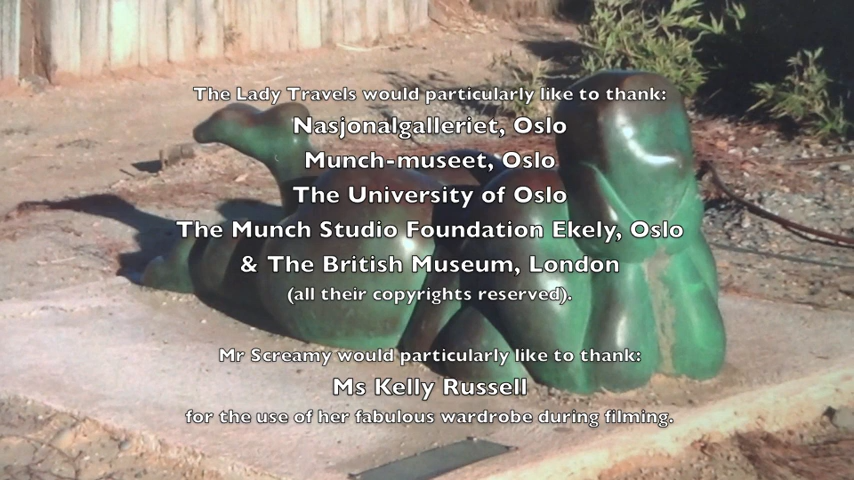 The Lady Travels would particularly like to thank:
Nasjonalgalleriet, Oslo
Munch-museet, Oslo
The University of Oslo
The Munch Studio Foundation Ekely, Oslo
& The British Museum, London
(all their copyrights reserved).
Mr Screamy would particularly like to thank:
Ms Kelly Russell
for the use of her fabulous wardrobe during filming.